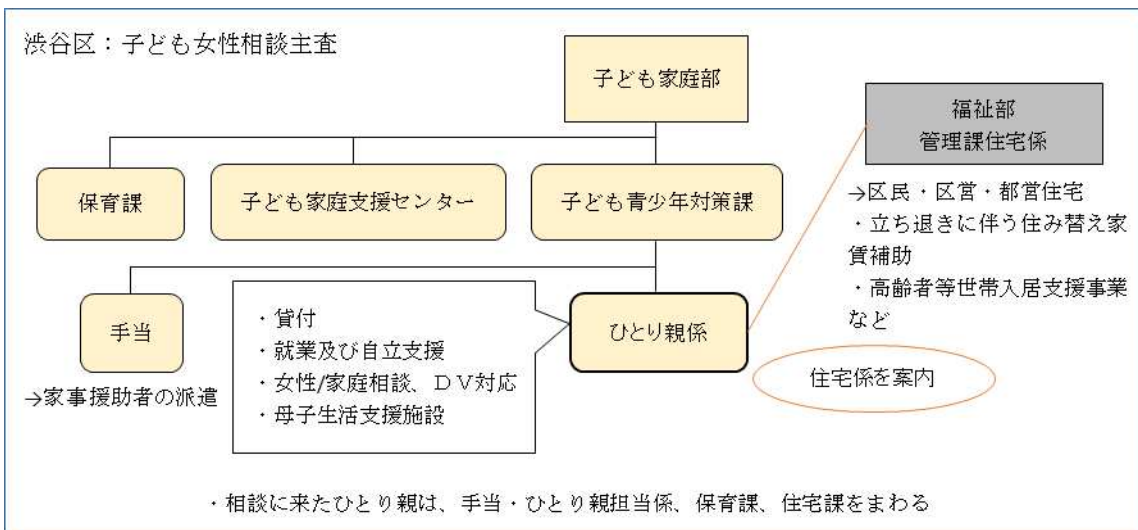 渋谷区：子ども女性相談主査
子ども家庭部
福祉部
管理課住宅係
保育課
子ども家庭支援センター
子ども青少年対策課
→区民・区営・都営住宅
・立ち退きに伴う住み替え家
賃補助
・高齢者等世帯入居支援事業
など
手当
→家事援助者の派遣
・貸付
・就業及び自立支援
・女性/家庭相談、ＤＶ対応
・母子生活支援施設
ひとり親係
住宅係を案内
・相談に来たひとり親は、手当・ひとり親担当係、保育課、住宅課をまわる